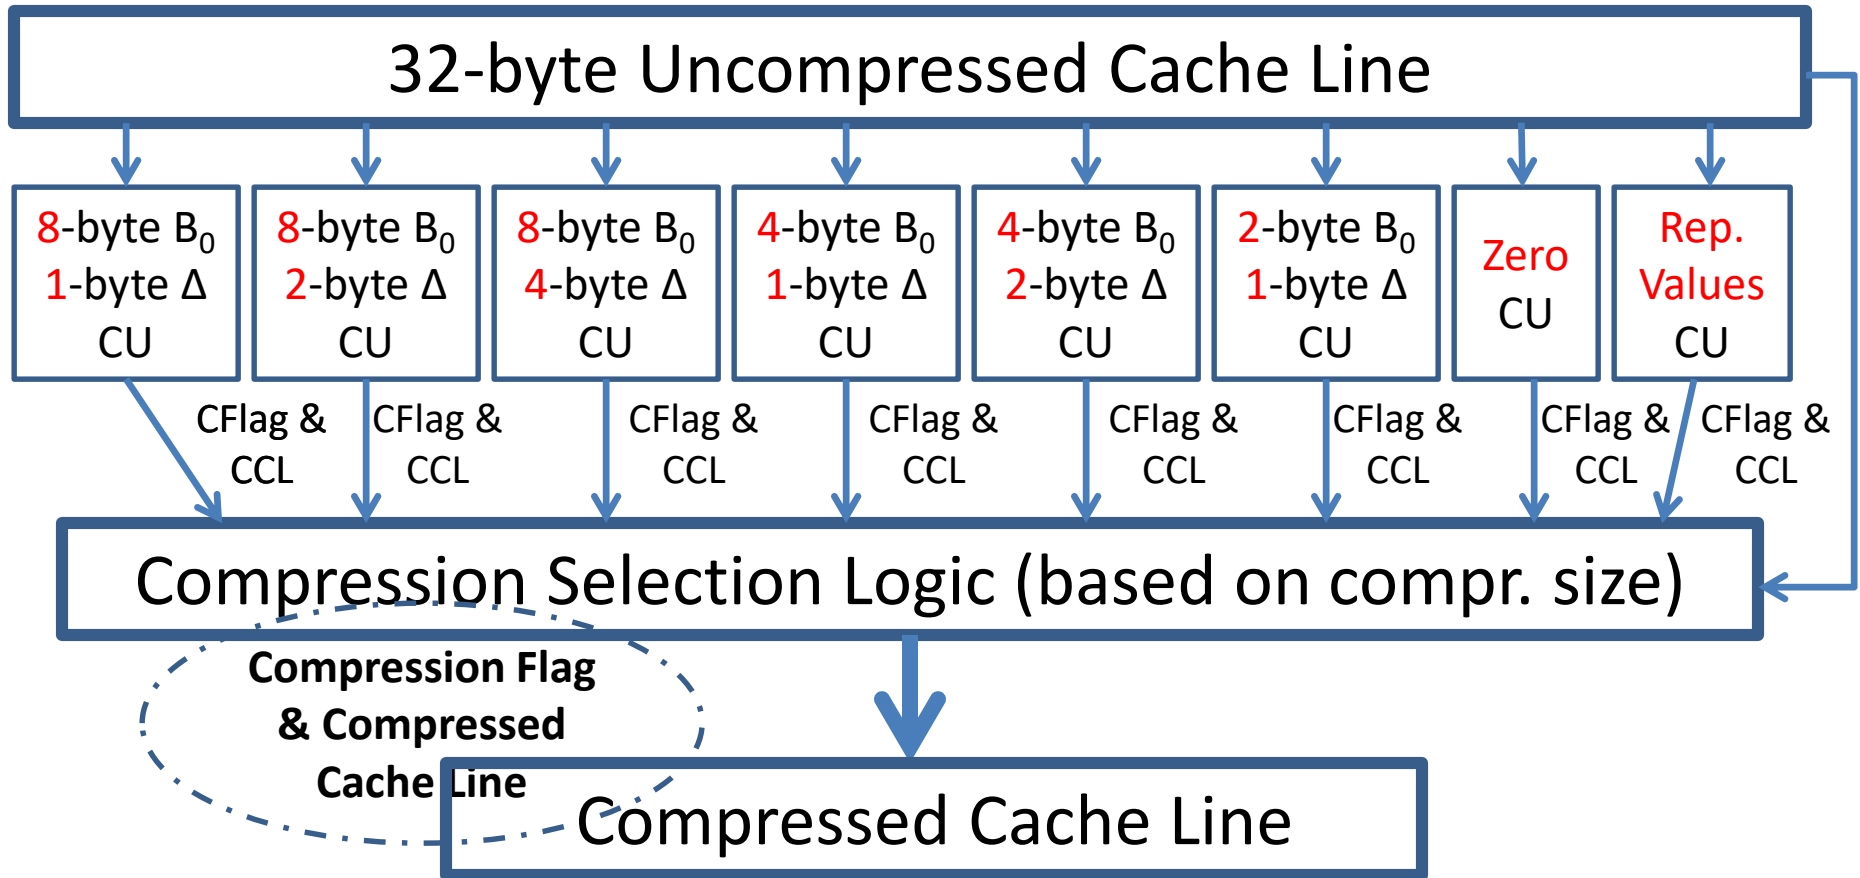 32-byte Uncompressed Cache Line
8-byte B₀
1-byte Δ
CU
8-byte B₀
2-byte Δ
CU
8-byte B₀
4-byte Δ
CU
4-byte B₀
1-byte Δ
CU
4-byte B₀
2-byte Δ
CU
2-byte B₀
1-byte Δ
CU
Zero
CU
Rep.
Values
CU
CFlag &
CCL
CFlag &
CCL
CFlag &
CCL
CFlag &
CCL
CFlag &
CCL
CFlag &
CCL
CFlag &
CCL
CFlag &
CCL
Compression Selection Logic (based on compr. size)
Compression Flag
& Compressed
Cache Line
Compressed Cache Line